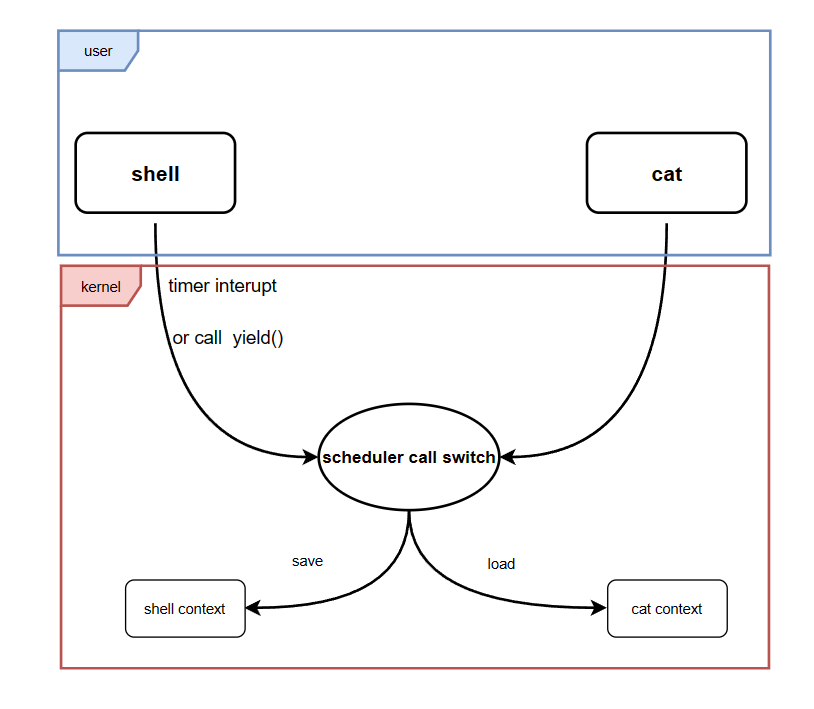 user
shell
cat
kernel
timer interupt
or call yield()
scheduler call switch
save
load
shell context
cat context